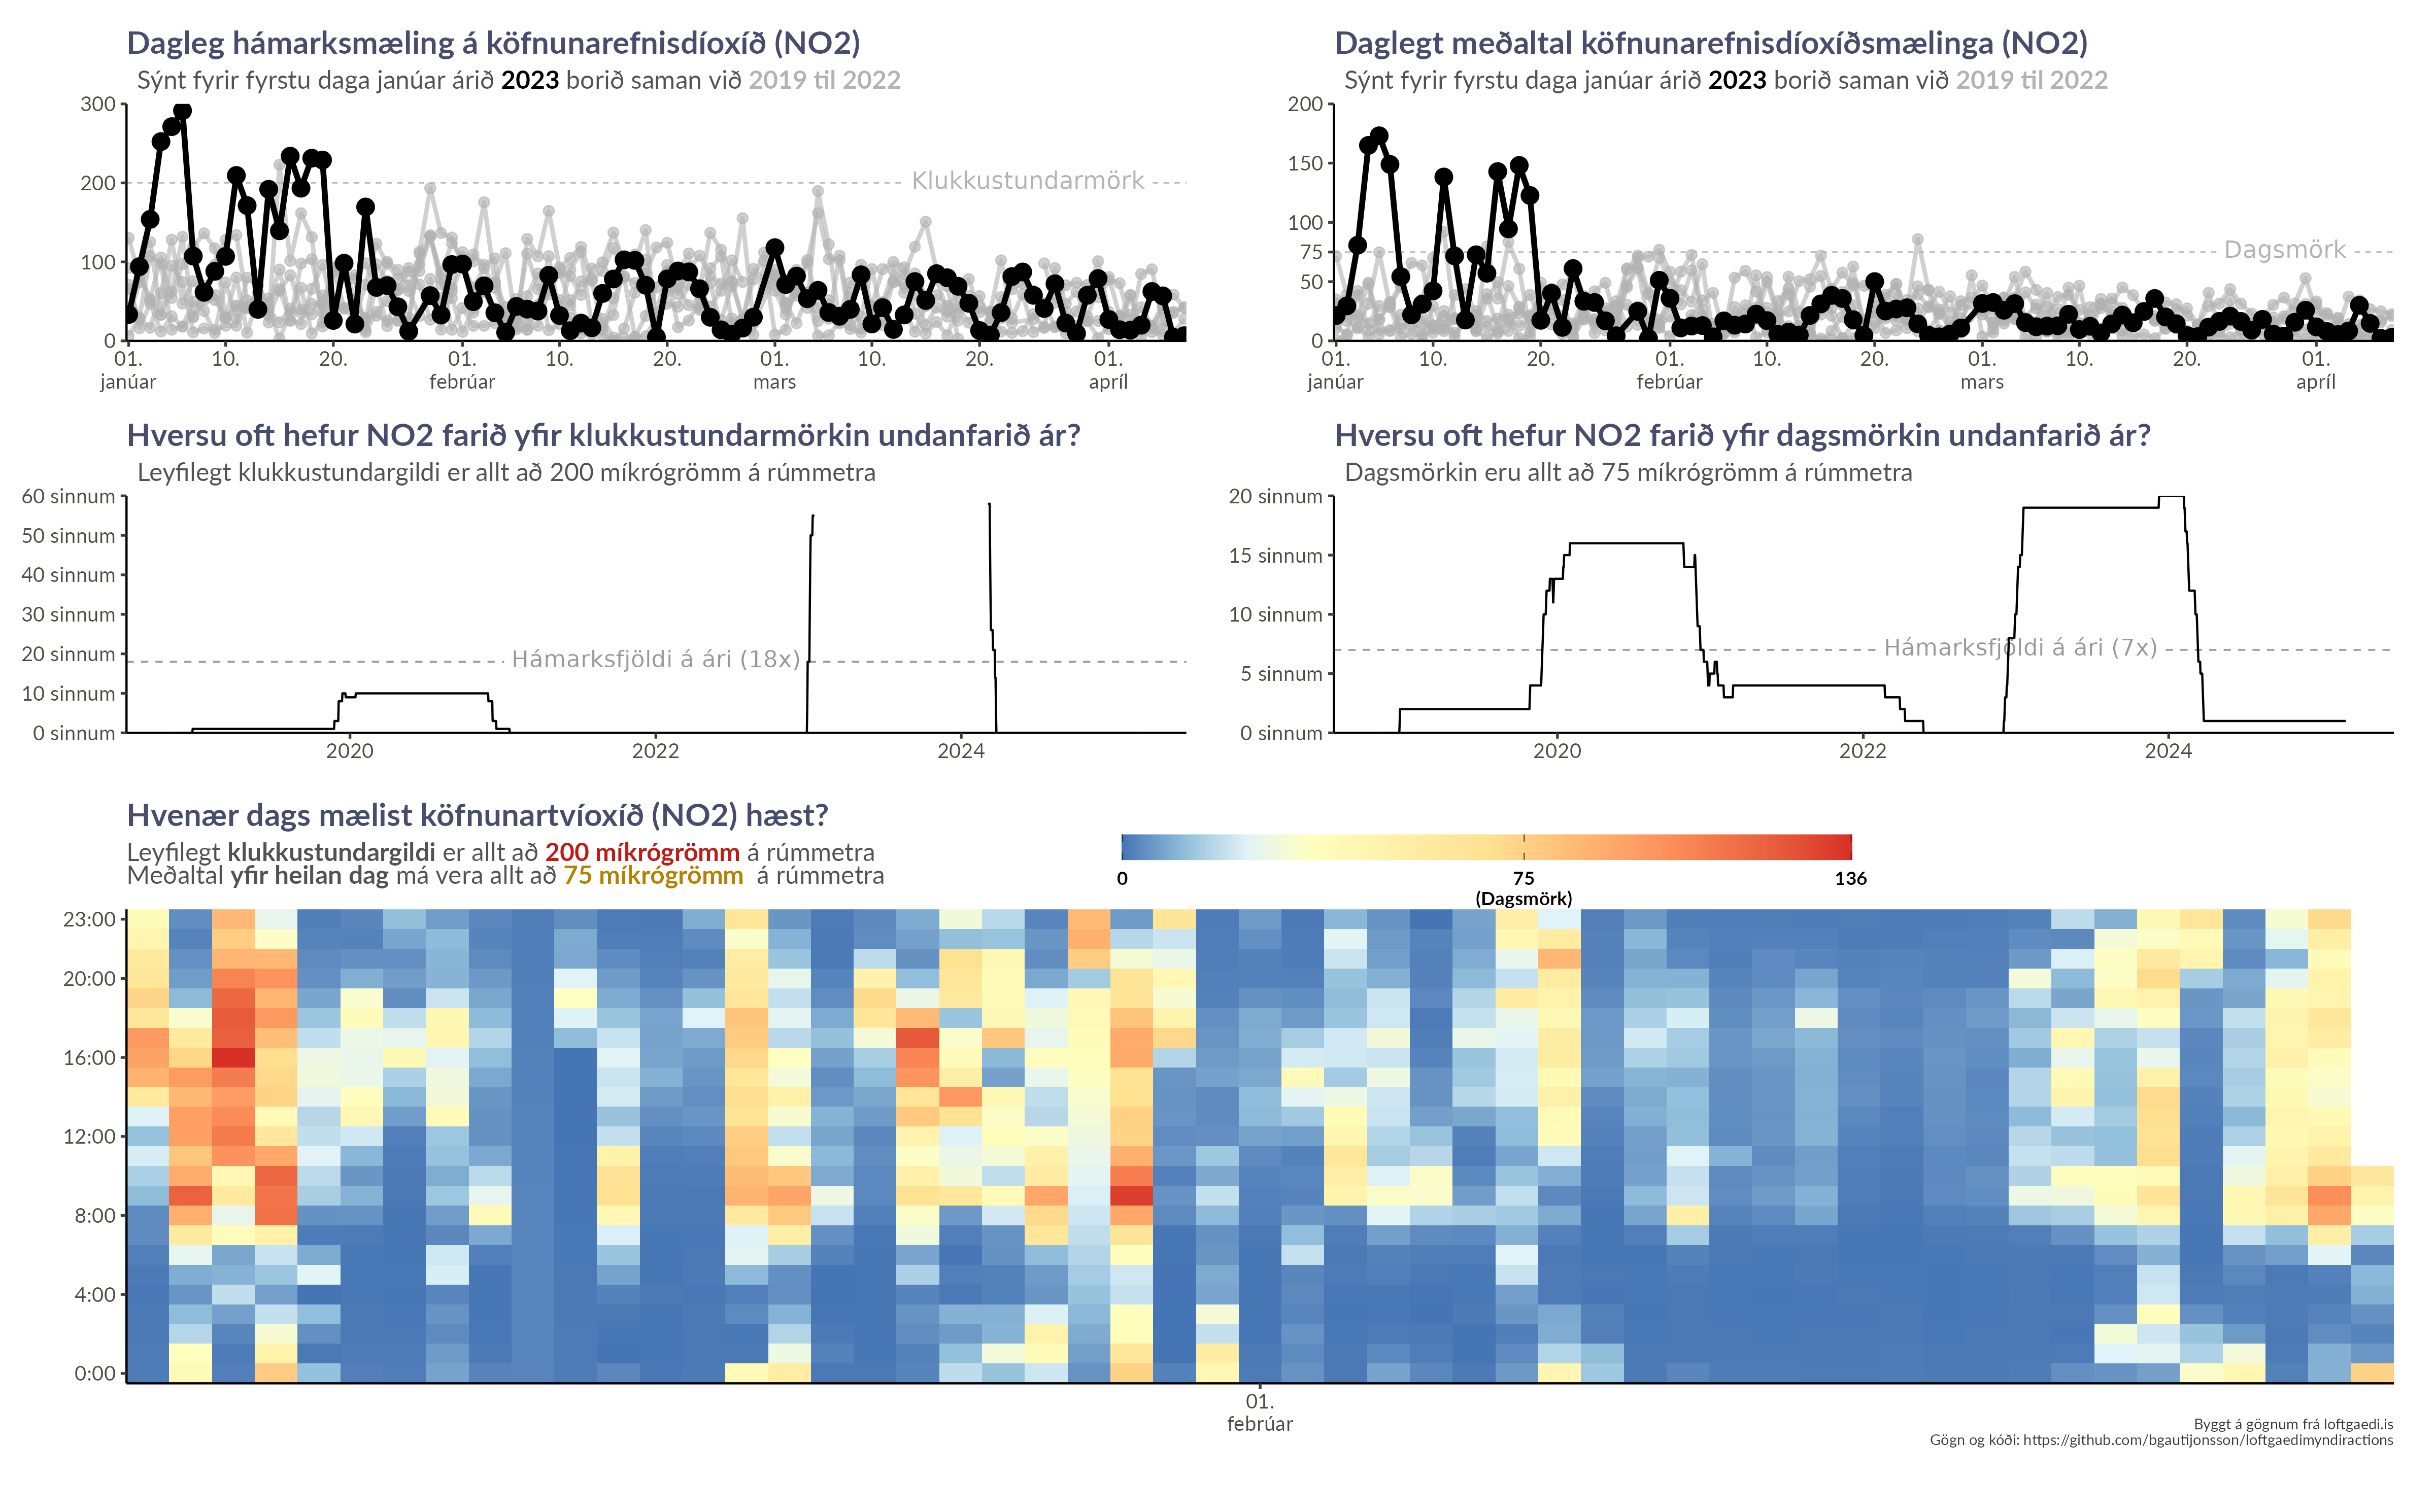 Dagleg hámarksmæling á köfnunarefnisdíoxíð (NO2)
Sýnt fyrir fyrstu daga janúar árið 2023 borið saman við 2019 til 2022
300
200
100
0
Klukkustundarmörk
01. 10. 20. 01. 10. 20. 01. 10. 20. 01.
janúar febrúar mars apríl
Daglegt meðaltal köfnunarefnisdíoxíðsmælinga (NO2)
Sýnt fyrir fyrstu daga janúar árið 2023 borið saman við 2019 til 2022
200
150
100
75
50
0
Dagsmörk
01. 10. 20. 01. 10. 20. 01. 10. 20. 01.
janúar febrúar mars apríl
Hversu oft hefur NO2 farið yfir klukkustundarmörkin undanfarið ár?
Leyfilegt klukkustundargildi er allt að 200 míkrógrömm á rúmmetra
60 sinnum
50 sinnum
40 sinnum
30 sinnum
20 sinnum
10 sinnum
0 sinnum
Hámarksfjöldi á ári (18x)
2020 2022 2024
Hversu oft hefur NO2 farið yfir dagsmörkin undanfarið ár?
Dagsmörkin eru allt að 75 míkrógrömm á rúmmetra
20 sinnum
15 sinnum
10 sinnum
5 sinnum
0 sinnum
Hámarksfjöldi á ári (7x)
2020 2022 2024
Hvenær dags mælist köfnunartvíoxíð (NO2) hæst?
Leyfilegt klukkustundargildi er allt að 200 míkrógrömm á rúmmetra
Meðaltal yfir heilan dag má vera allt að 75 míkrógrömm á rúmmetra
0 75 136
(Dagsmörk)
23:00
20:00
16:00
12:00
8:00
4:00
0:00
01.
febrúar
Byggt á gögnum frá loftgaedi.is
Gögn og kóði: https://github.com/bgautijonsson/loftgaedimyndiractions